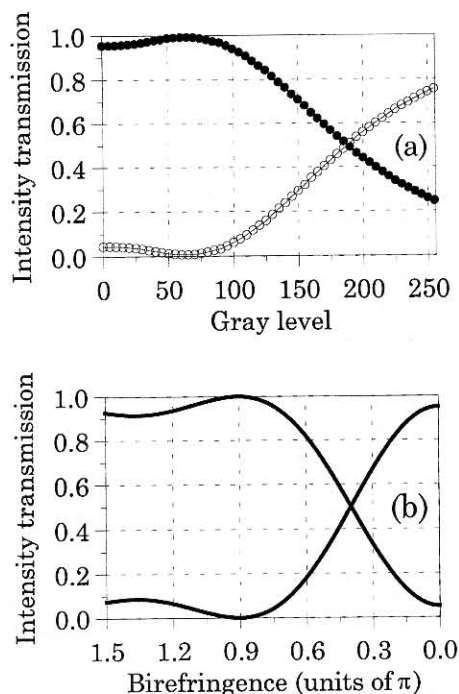 Intensity transmission
1.0
0.8
0.6
0.4
0.2
0.0
(a)
0 50 100 150 200 250
Gray level
Intensity transmission
1.0
0.8
0.6
0.4
0.2
0.0
(b)
1.5 1.2 0.9 0.6 0.3 0.0
Birefringence (units of π)